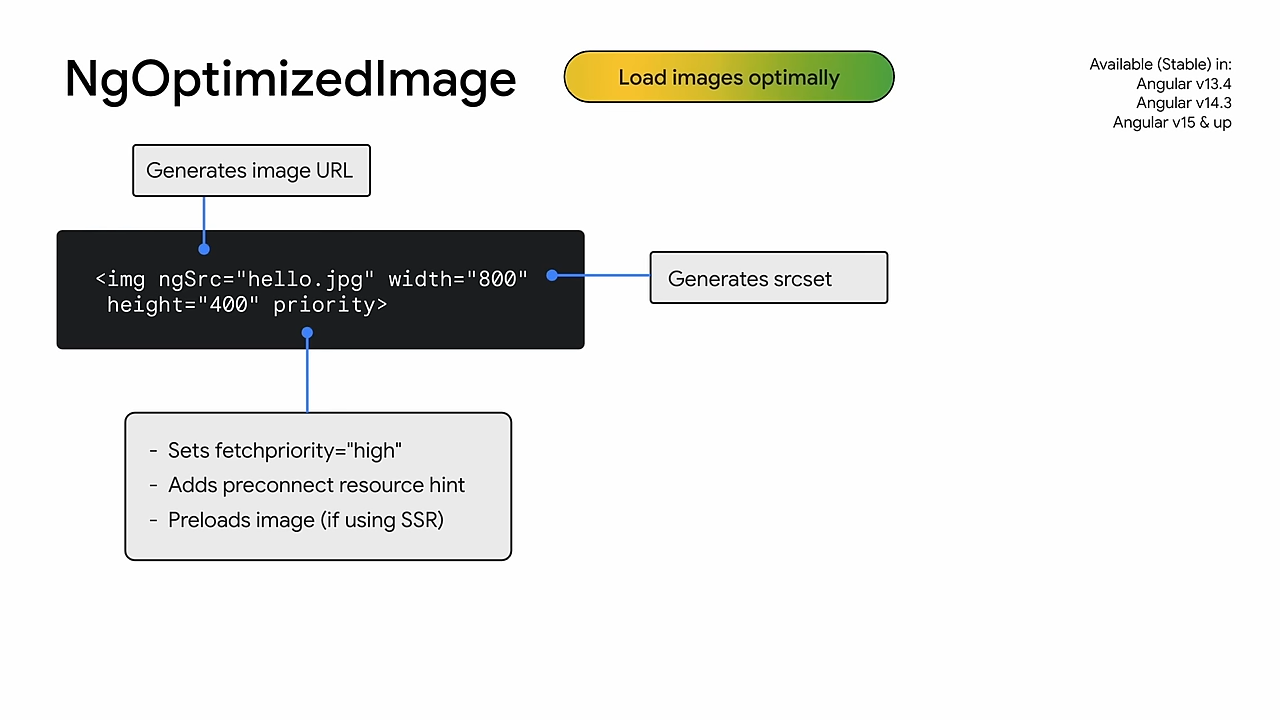 NgOptimizedImage
Load images optimally
Available (Stable) in:
Angular v13.4
Angular v14.3
Angular v15 & up
Generates image URL
<img ngSrc="hello.jpg" width="800"
height="400" priority>
Generates srcset
- Sets fetchpriority="high"
- Adds preconnect resource hint
- Preloads image (if using SSR)